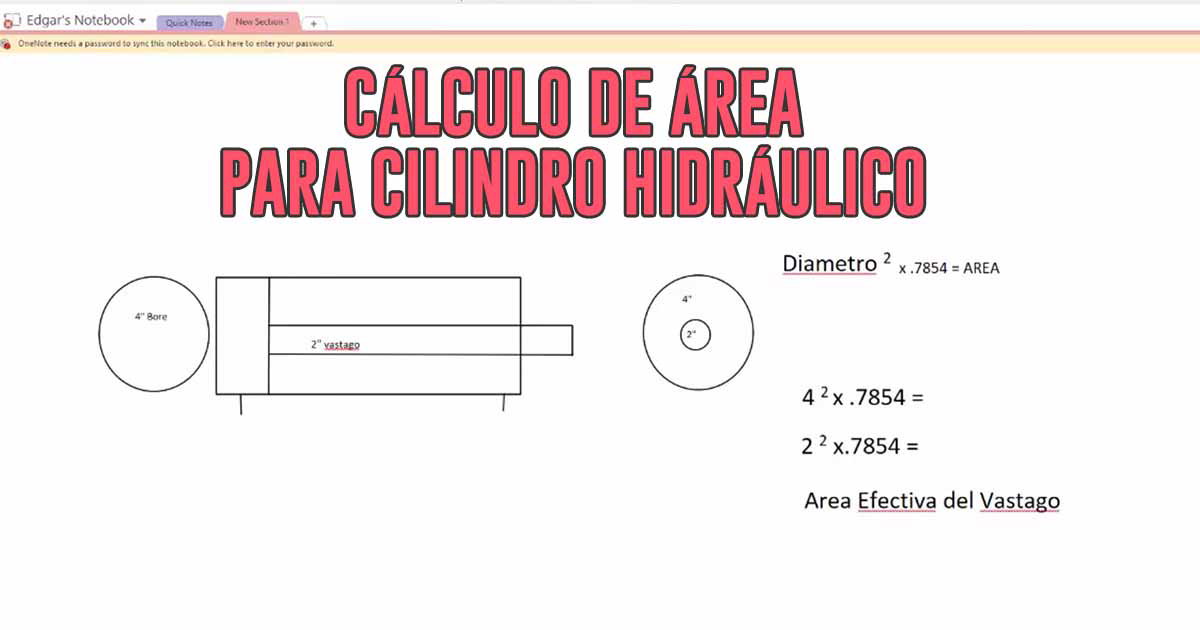 Edgar's Notebook
Quick Notes
New Section 1
+
OneNote needs a password to sync this notebook. Click here to enter your password.
CÁLCULO DE ÁREA
PARA CILINDRO HIDRÁULICO
Diametro ² x .7854 = AREA
4" Bore
2" vastago
4"
2"
4 ² x .7854 =
2 ² x.7854 =
Area Efectiva del Vastago